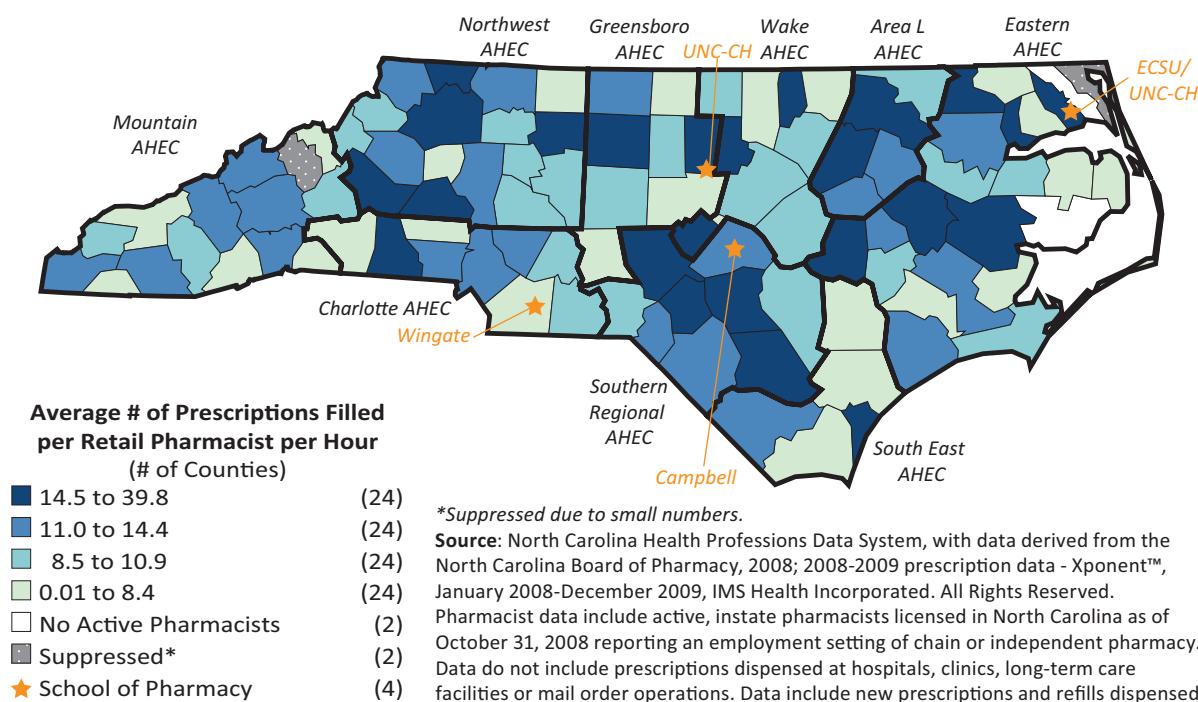 Northwest
AHEC
Greensboro
AHEC
UNC-CH
Wake
AHEC
Area L
AHEC
Eastern
AHEC
ECSU/
UNC-CH
Mountain
AHEC
Charlotte AHEC
Wingate
Southern
Regional
AHEC
Campbell
South East
AHEC
Average # of Prescriptions Filled
per Retail Pharmacist per Hour
(# of Counties)
14.5 to 39.8 (24)
11.0 to 14.4 (24)
8.5 to 10.9 (24)
0.01 to 8.4 (24)
No Active Pharmacists (2)
Suppressed* (2)
School of Pharmacy (4)
*Suppressed due to small numbers.
Source: North Carolina Health Professions Data System, with data derived from the
North Carolina Board of Pharmacy, 2008; 2008-2009 prescription data - Xponent™,
January 2008-December 2009, IMS Health Incorporated. All Rights Reserved.
Pharmacist data include active, instate pharmacists licensed in North Carolina as of
October 31, 2008 reporting an employment setting of chain or independent pharmacy.
Data do not include prescriptions dispensed at hospitals, clinics, long-term care
facilities or mail order operations. Data include new prescriptions and refills dispensed